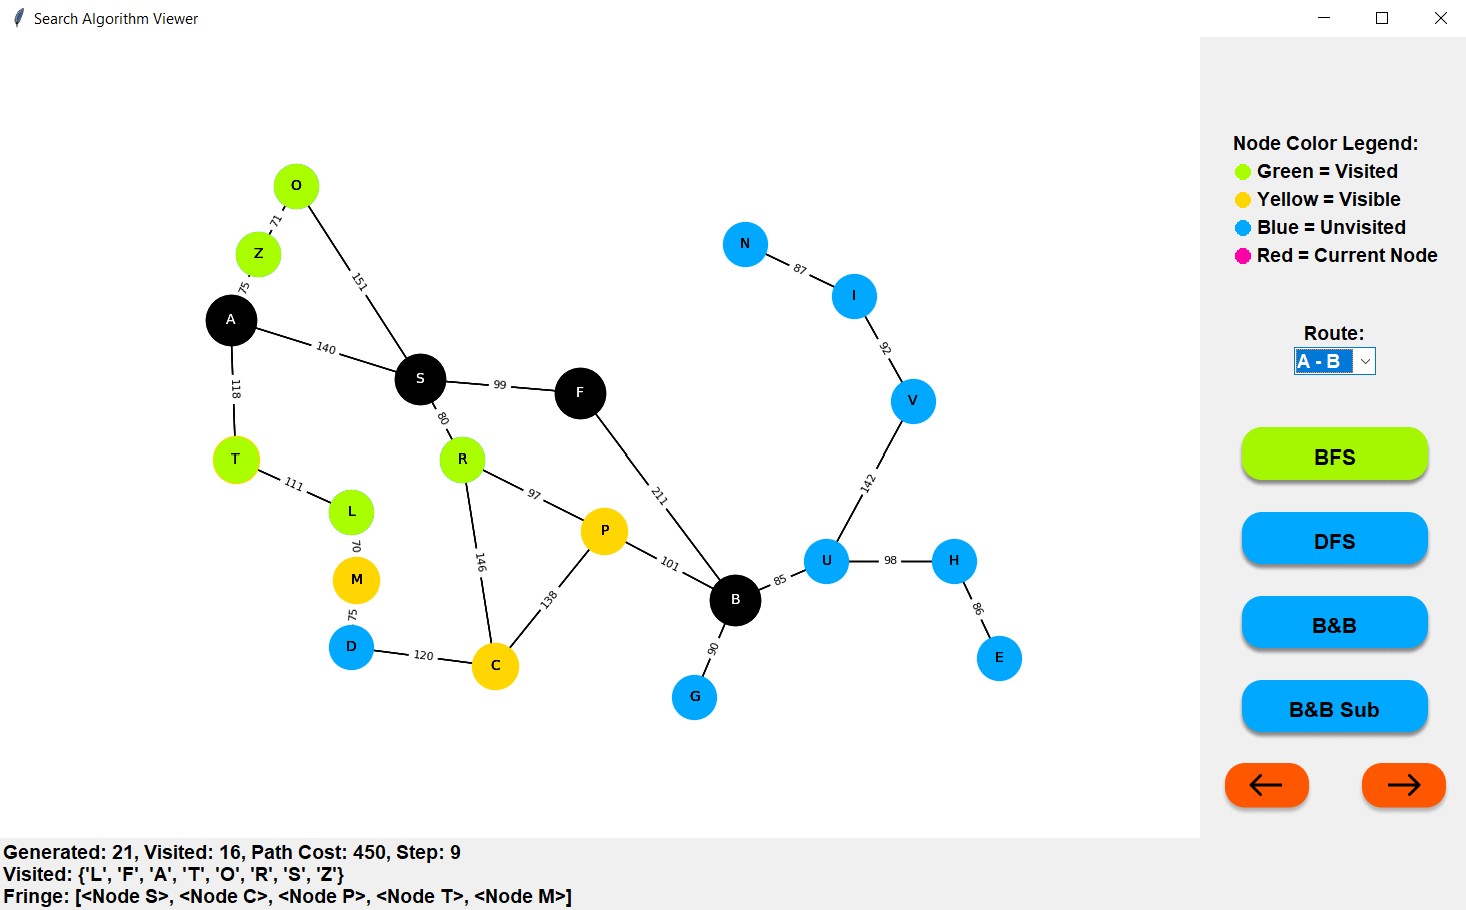 Search Algorithm Viewer
O
71
Z
75
A
151
140
118
S
99
F
80
T
111
L
70
M
75
D
120
R
97
146
P
138
C
101
211
B
90
G
85
U
98
H
86
E
142
V
92
I
87
N
Node Color Legend:
Green = Visited
Yellow = Visible
Blue = Unvisited
Red = Current Node
Route:
A - B
BFS
DFS
B&B
B&B Sub
Generated: 21, Visited: 16, Path Cost: 450, Step: 9
Visited: {'L', 'F', 'A', 'T', 'O', 'R', 'S', 'Z'}
Fringe: [<Node S>, <Node C>, <Node P>, <Node T>, <Node M>]